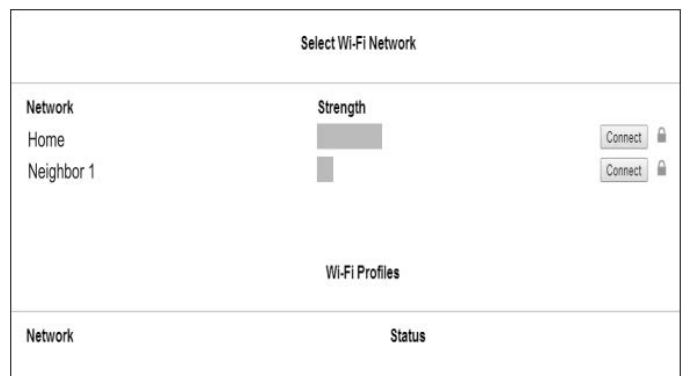 Select Wi-Fi Network
Network Strength
Home Connect
Neighbor 1 Connect
Wi-Fi Profiles
Network Status